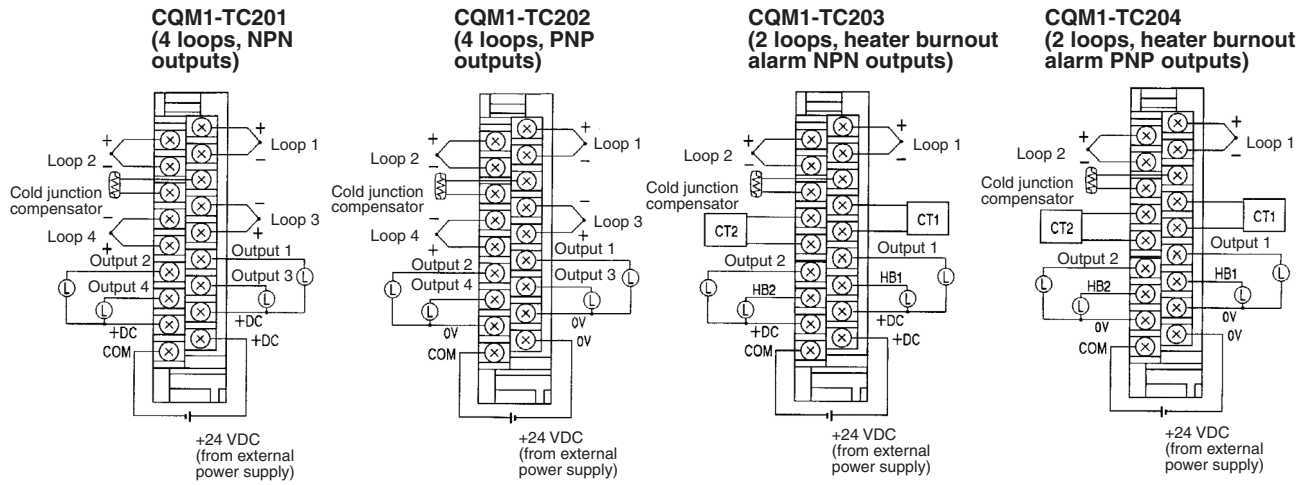 CQM1-TC201
(4 loops, NPN
outputs)
Loop 1
Loop 2
Cold junction
compensator
Loop 3
Loop 4
Output 1
Output 2
Output 3
Output 4
+DC
+DC
COM
+24 VDC
(from external
power supply)
CQM1-TC202
(4 loops, PNP
outputs)
Loop 1
Loop 2
Cold junction
compensator
Loop 3
Loop 4
Output 1
Output 2
Output 3
Output 4
0V
0V
COM
+24 VDC
(from external
power supply)
CQM1-TC203
(2 loops, heater burnout
alarm NPN outputs)
Loop 1
Loop 2
Cold junction
compensator
CT1
CT2
Output 1
Output 2
HB1
HB2
+DC
+DC
COM
+24 VDC
(from external
power supply)
CQM1-TC204
(2 loops, heater burnout
alarm PNP outputs)
Loop 1
Loop 2
Cold junction
compensator
CT1
CT2
Output 1
Output 2
HB1
HB2
0V
0V
COM
+24 VDC
(from external
power supply)